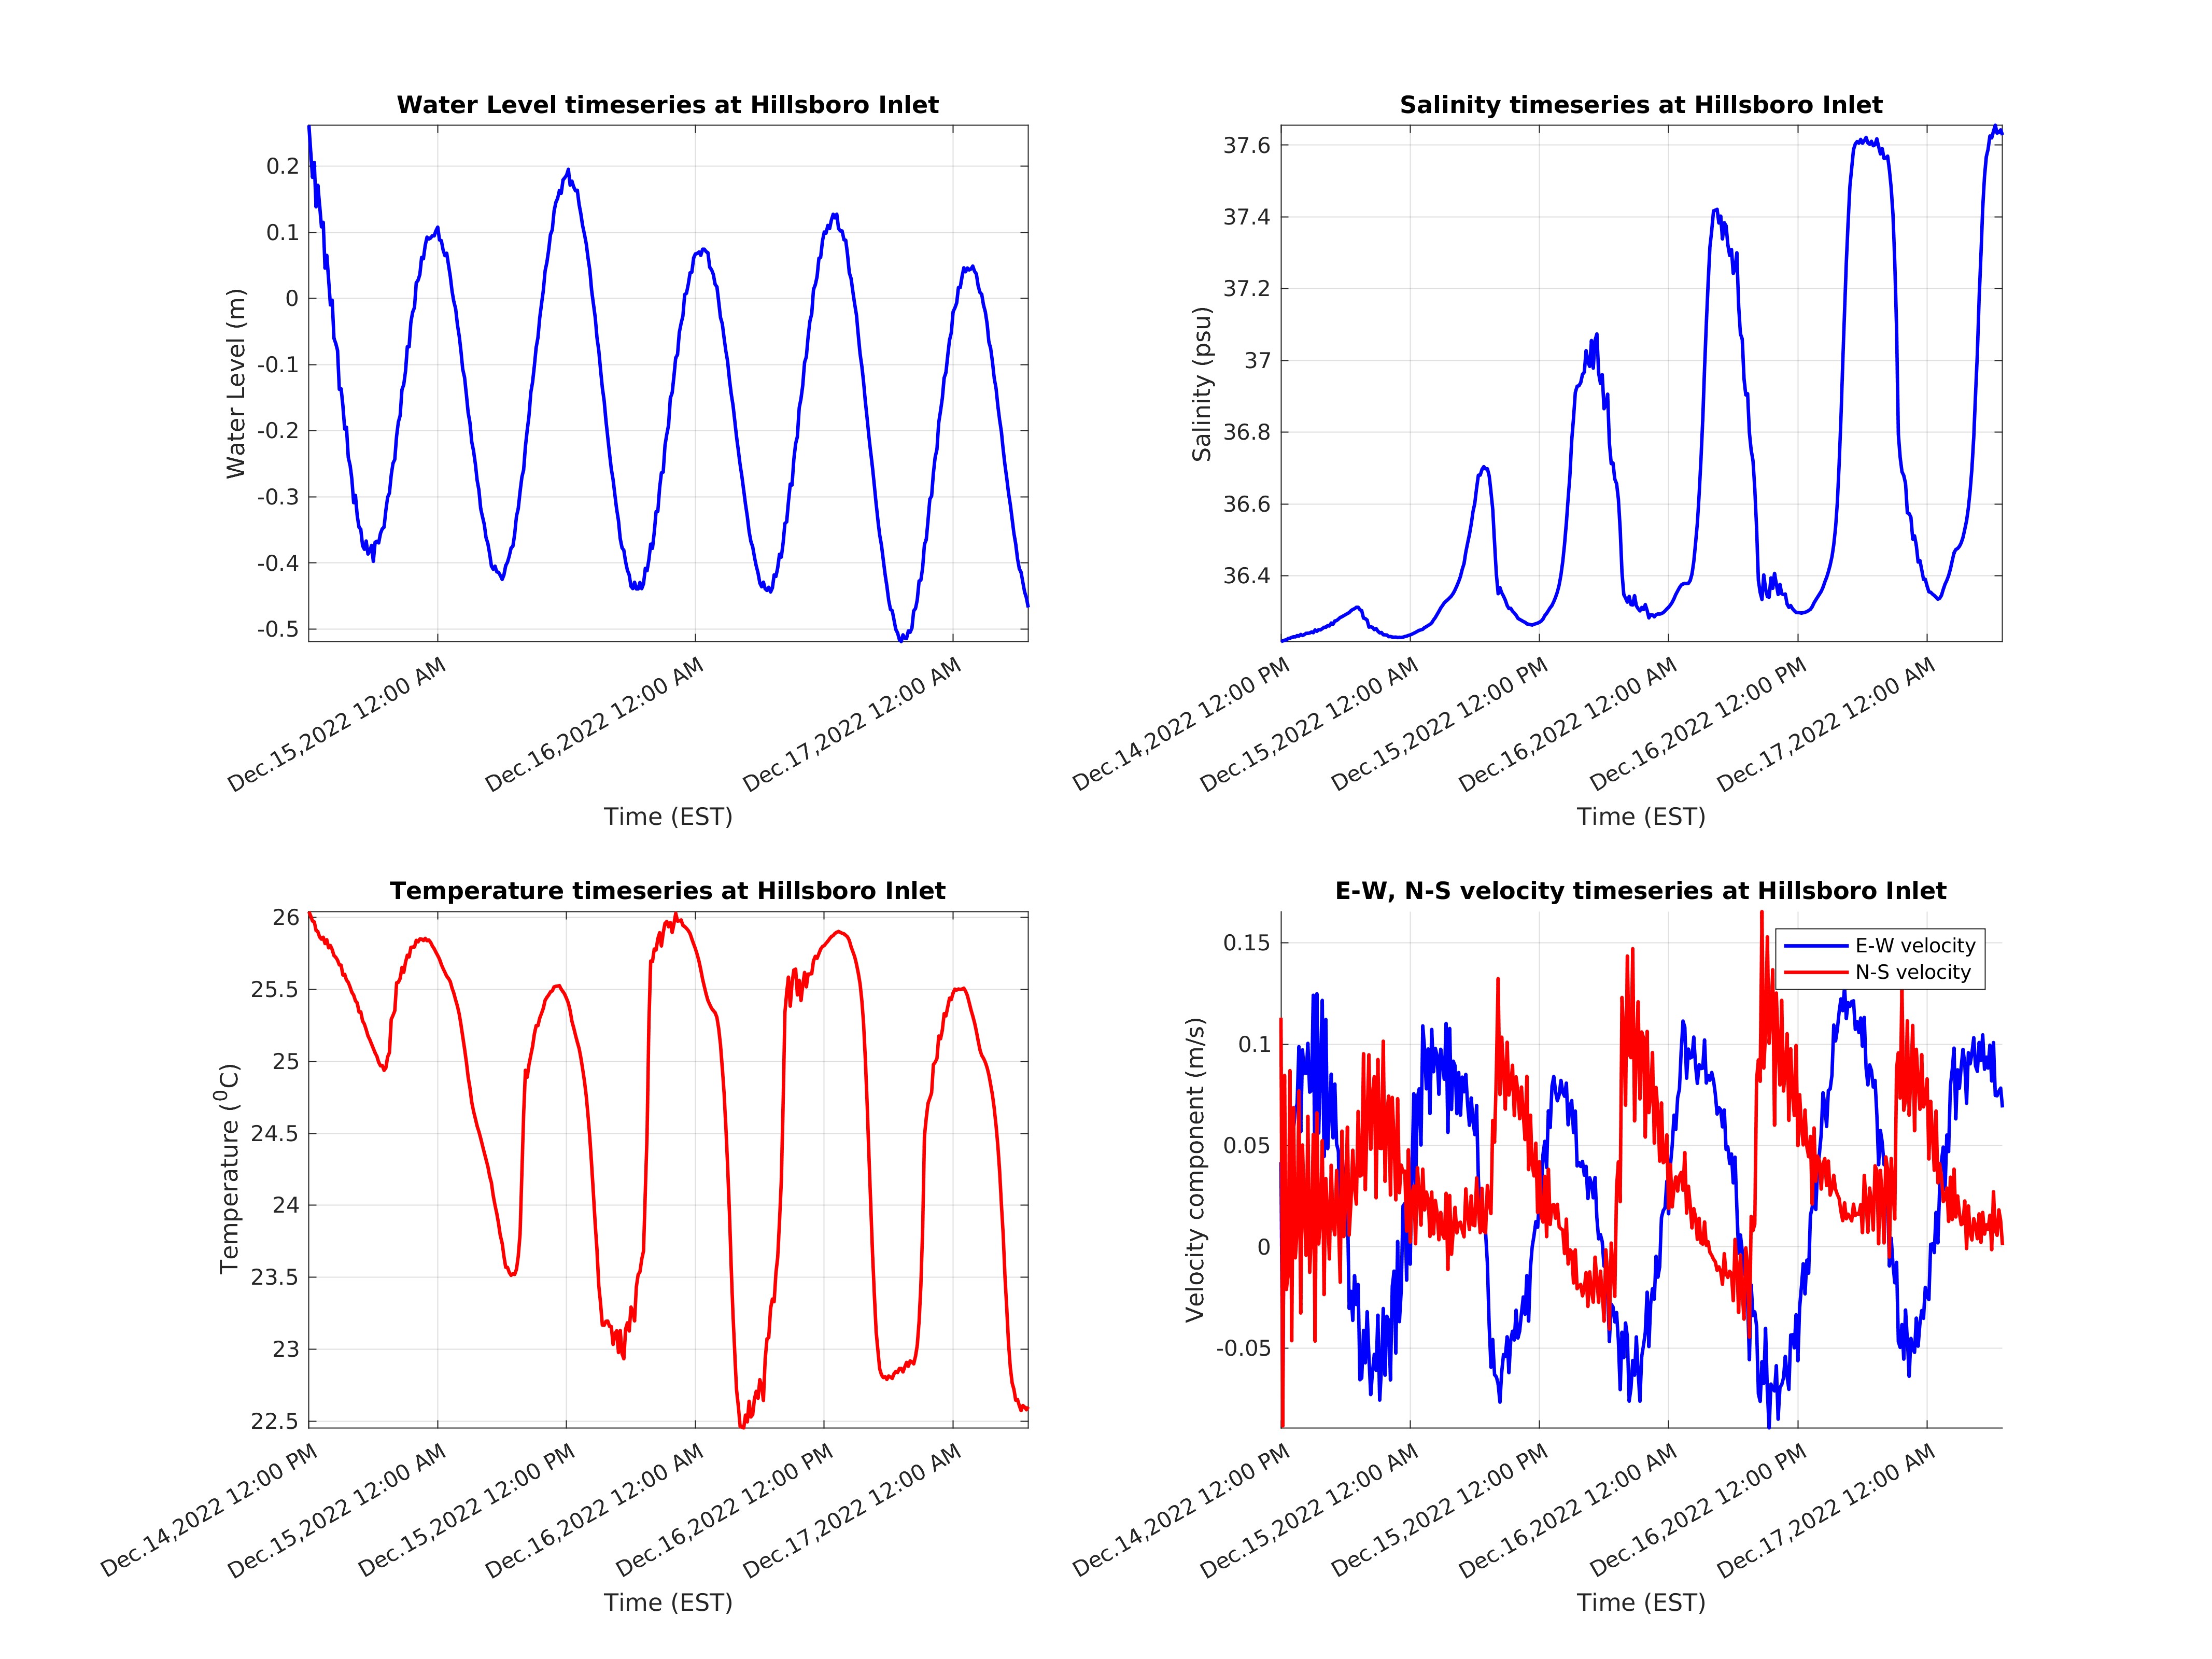 Water Level timeseries at Hillsboro Inlet
Water Level (m)
0.2
0.1
0
-0.1
-0.2
-0.3
-0.4
-0.5
Dec.15,2022 12:00 AM
Dec.16,2022 12:00 AM
Dec.17,2022 12:00 AM
Time (EST)
Salinity timeseries at Hillsboro Inlet
Salinity (psu)
37.6
37.4
37.2
37
36.8
36.6
36.4
Dec.14,2022 12:00 PM
Dec.15,2022 12:00 AM
Dec.15,2022 12:00 PM
Dec.16,2022 12:00 AM
Dec.16,2022 12:00 PM
Dec.17,2022 12:00 AM
Time (EST)
Temperature timeseries at Hillsboro Inlet
Temperature (⁰C)
26
25.5
25
24.5
24
23.5
23
22.5
Dec.14,2022 12:00 PM
Dec.15,2022 12:00 AM
Dec.15,2022 12:00 PM
Dec.16,2022 12:00 AM
Dec.16,2022 12:00 PM
Dec.17,2022 12:00 AM
Time (EST)
E-W, N-S velocity timeseries at Hillsboro Inlet
Velocity component (m/s)
0.15
0.1
0.05
0
-0.05
E-W velocity
N-S velocity
Dec.14,2022 12:00 PM
Dec.15,2022 12:00 AM
Dec.15,2022 12:00 PM
Dec.16,2022 12:00 AM
Dec.16,2022 12:00 PM
Dec.17,2022 12:00 AM
Time (EST)